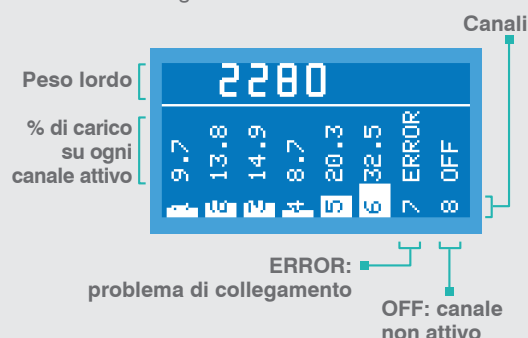 Canali
Peso lordo
2280
% di carico
su ogni
canale attivo
9.7
13.8
14.9
8.7
20.3
32.5
ERROR
OFF
5
6
7
8
ERROR:
problema di collegamento
OFF: canale
non attivo